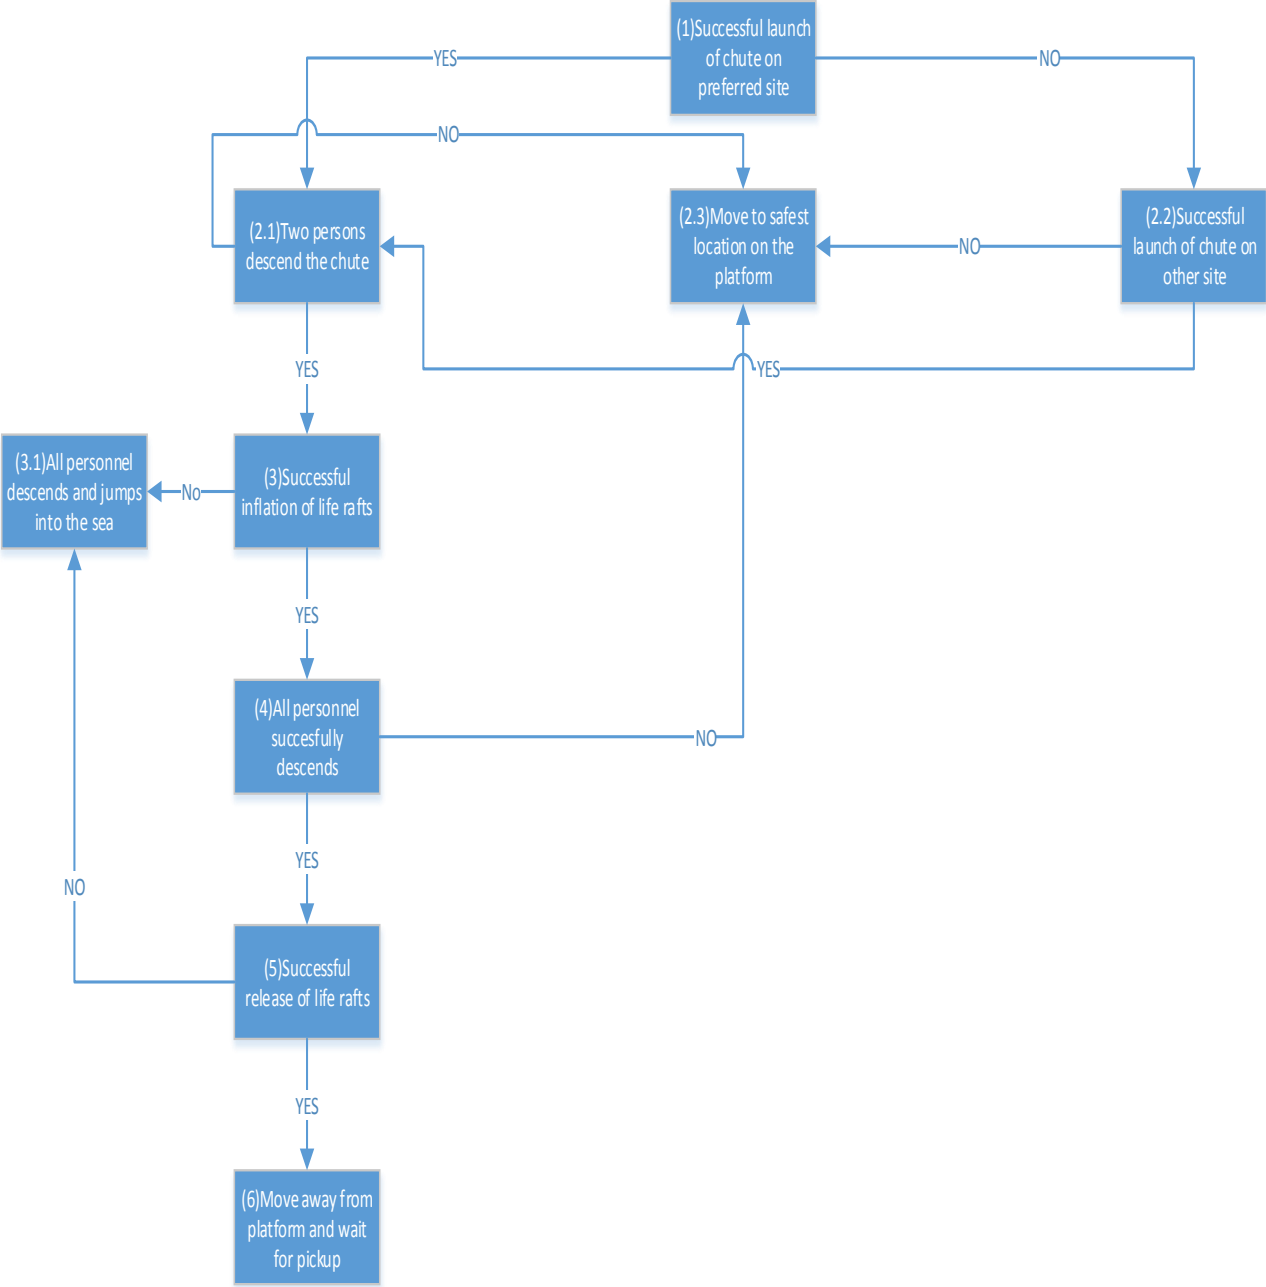 (1)Successful launch
of chute on
preferred site
YES
NO
NO
(2.1)Two persons
descend the chute
(2.3)Move to safest
location on the
platform
NO
(2.2)Successful
launch of chute on
other site
YES
YES
(3.1)All personnel
descends and jumps
into the sea
No
(3)Successful
inflation of life rafts
YES
(4)All personnel
succesfully
descends
NO
YES
NO
(5)Successful
release of life rafts
YES
(6)Move away from
platform and wait
for pickup